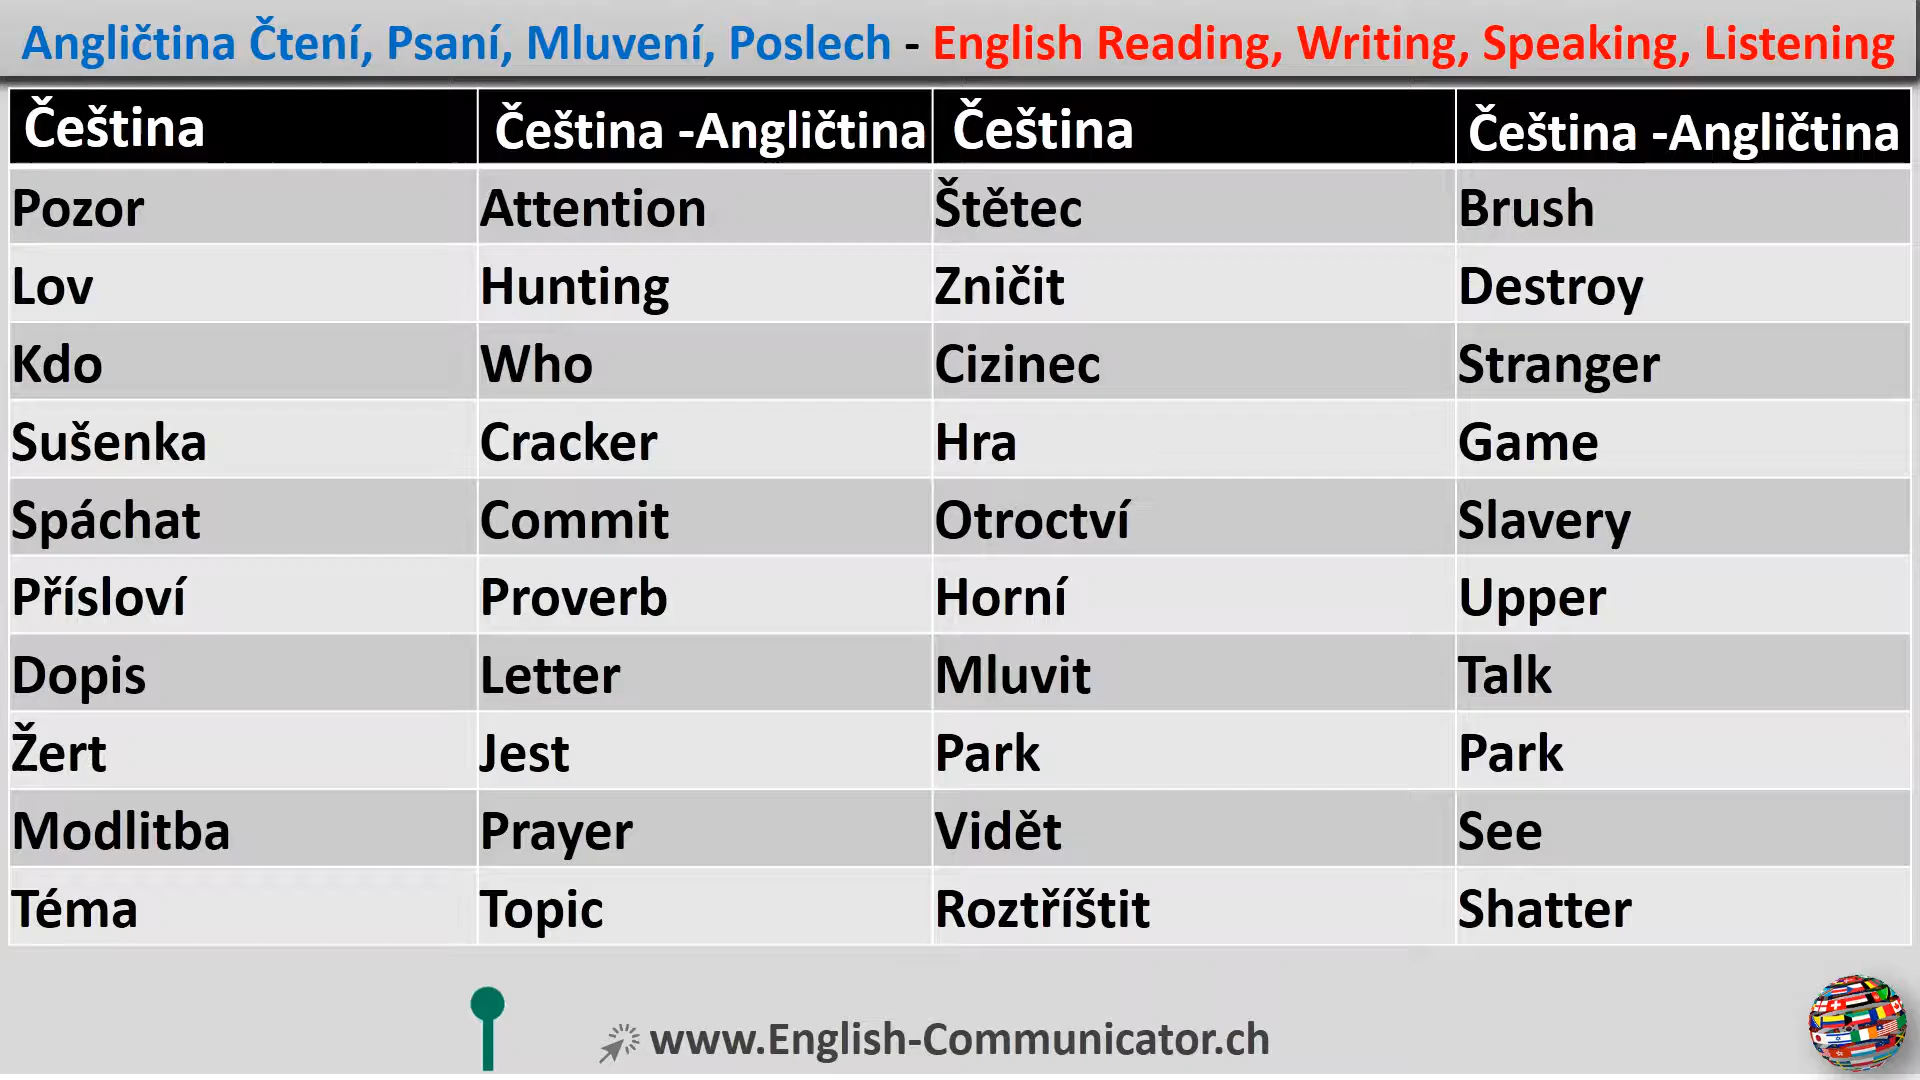 Angličtina Čtení, Psaní, Mluvení, Poslech - English Reading, Writing, Speaking, Listening
Čeština Čeština -Angličtina Čeština Čeština -Angličtina
Pozor Attention Štětec Brush
Lov Hunting Zničit Destroy
Kdo Who Cizinec Stranger
Sušenka Cracker Hra Game
Spáchat Commit Otroctví Slavery
Přísloví Proverb Horní Upper
Dopis Letter Mluvit Talk
Žert Jest Park Park
Modlitba Prayer Vidět See
Téma Topic Roztříštit Shatter
www.English-Communicator.ch